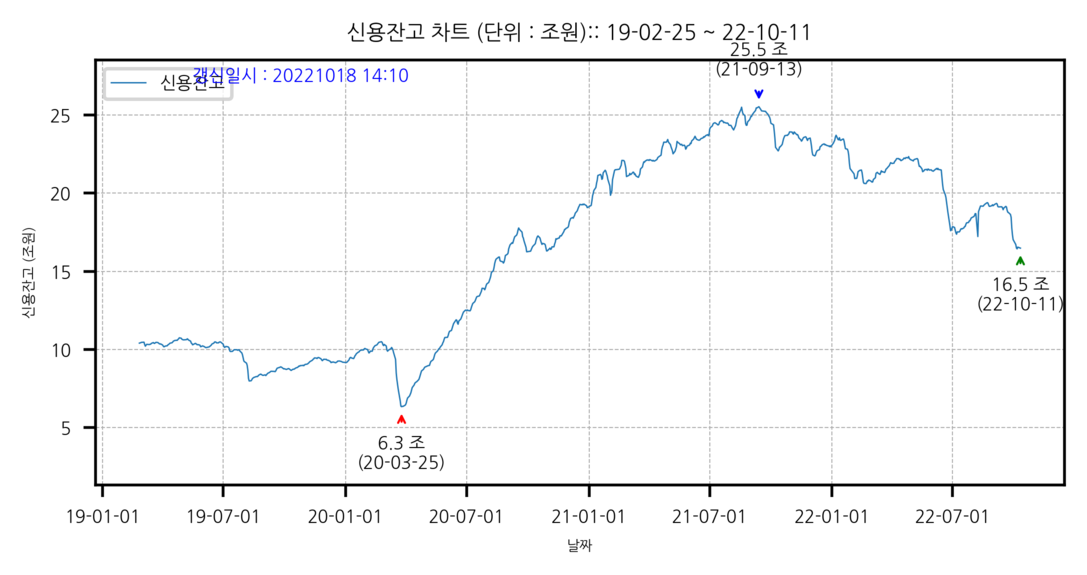 신용잔고 차트 (단위 : 조원):: 19-02-25 ~ 22-10-11
25.5 조
(21-09-13)
갱신일시 : 20221018 14:10
신용잔고
25
20
15
10
5
신용잔고 (조원)
16.5 조
(22-10-11)
6.3 조
(20-03-25)
19-01-01
19-07-01
20-01-01
20-07-01
21-01-01
21-07-01
22-01-01
22-07-01
날짜